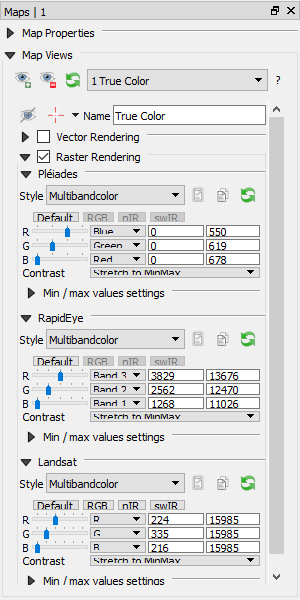 Maps | 1
Map Properties
Map Views
1 True Color ?
Name True Color
Vector Rendering
Raster Rendering
Pléiades
Style Multibandcolor
Default RGB nIR swIR
R Blue 0 550
G Green 0 619
B Red 0 678
Contrast Stretch to MinMax
Min / max values settings
RapidEye
Style Multibandcolor
Default RGB nIR swIR
R Band 3 3829 13676
G Band 2 2562 12470
B Band 1 1268 11026
Contrast Stretch to MinMax
Min / max values settings
Landsat
Style Multibandcolor
Default RGB nIR swIR
R R 224 15985
G G 335 15985
B B 216 15985
Contrast Stretch to MinMax
Min / max values settings